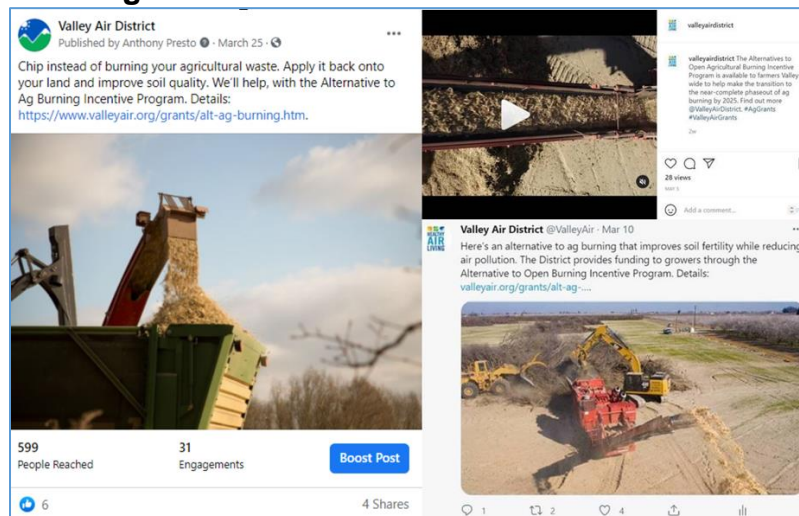 Valley Air District
Published by Anthony Presto · March 25 ·
Chip instead of burning your agricultural waste. Apply it back onto
your land and improve soil quality. We'll help, with the Alternative to
Ag Burning Incentive Program. Details:
https://www.valleyair.org/grants/alt-ag-burning.htm.
599
People Reached
31
Engagements
Boost Post
6
4 Shares
valleyairdistrict
valleyairdistrict The Alternatives to
Open Agricultural Burning Incentive
Program is available to farmers Valley
wide to help make the transition to
the near-complete phaseout of ag
burning by 2025. Find out more
@ValleyAirDistrict. #AgGrants
#ValleyAirGrants
2w
28 views
MAR 5
Add a comment...
HEALTHY
AIR
LIVING
Valley Air District @ValleyAir · Mar 10
Here's an alternative to ag burning that improves soil fertility while reducing
air pollution. The District provides funding to growers through the
Alternative to Open Burning Incentive Program. Details:
valleyair.org/grants/alt-ag-....
1
2
4